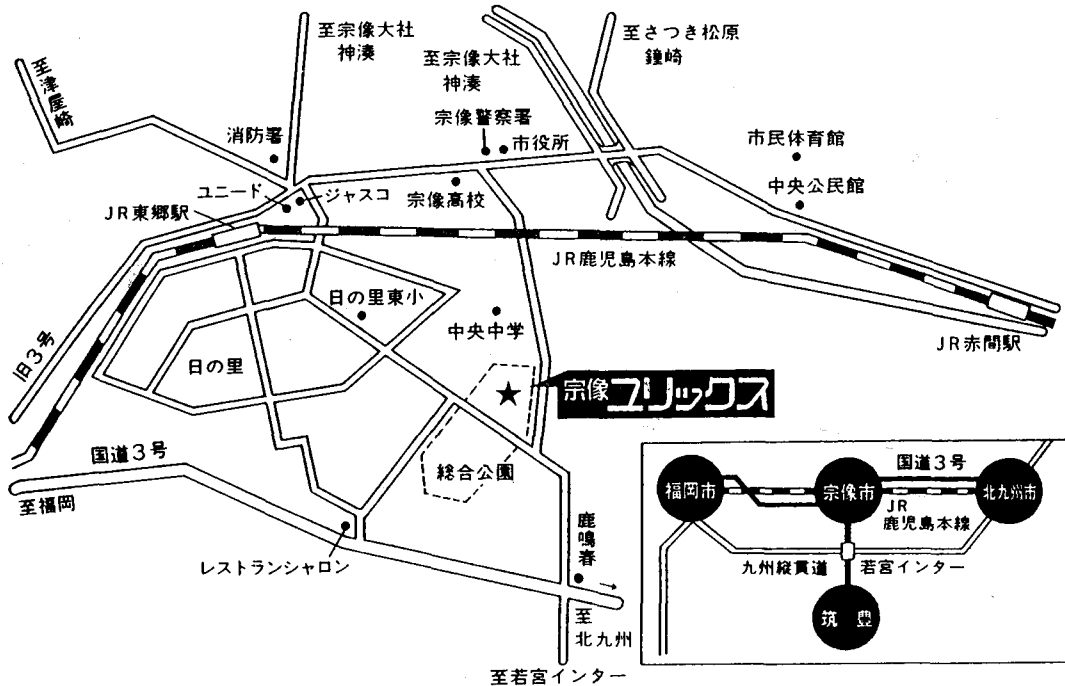 至宗像大社
神湊
至宗像大社
神湊
至さつき松原
鐘崎
至津屋崎
消防署
宗像警察署
市役所
市民体育館
中央公民館
ユニード
ジャスコ
宗像高校
JR東郷駅
JR鹿児島本線
日の里東小
中央中学
JR赤間駅
旧3号
日の里
宗像ユリックス
国道3号
総合公園
至福岡
レストランシャロン
鹿鳴春
至北九州
至若宮インター
国道3号
福岡市
宗像市
北九州市
JR
鹿児島本線
九州縦貫道
若宮インター
筑豊